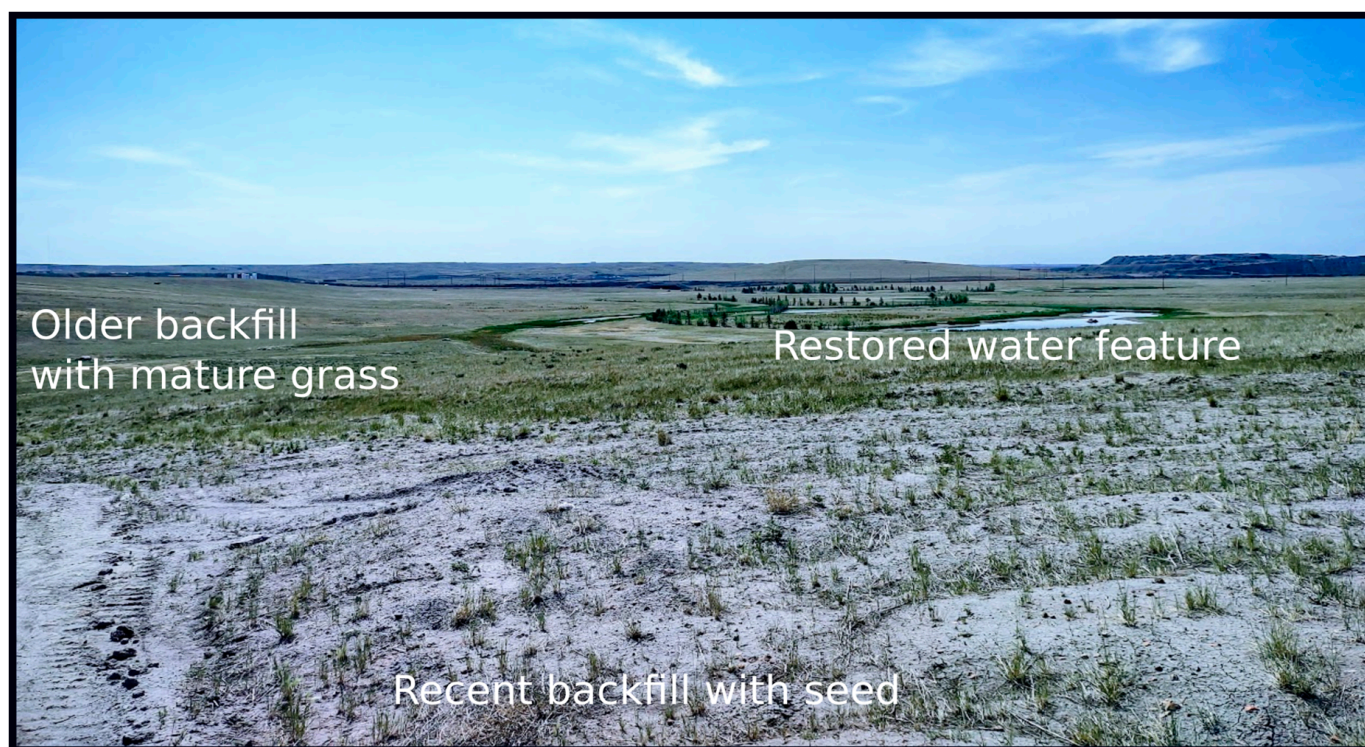 Older backfill
with mature grass
Restored water feature
Recent backfill with seed